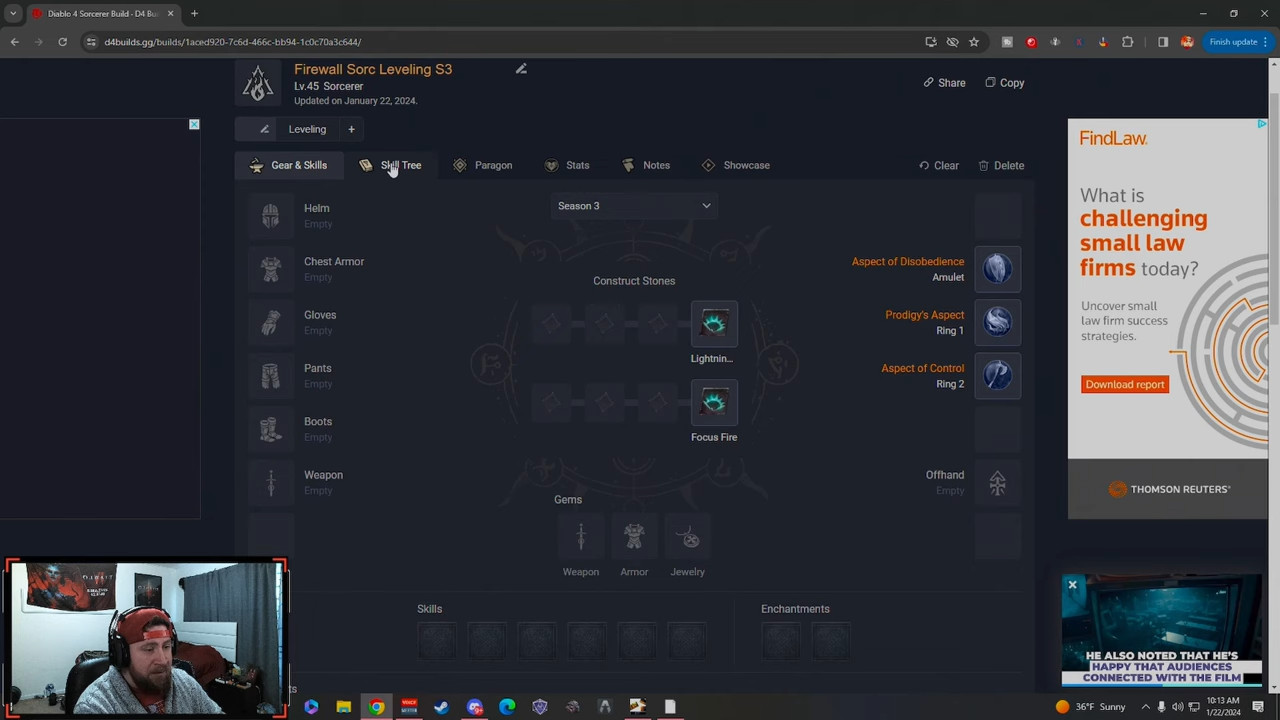 Diablo 4 Sorcerer Build - D4 Bu
d4builds.gg/builds/1aced920-7c6d-466c-bb94-1c0c70a3c644/
Finish update
Firewall Sorc Leveling S3
Lv.45 Sorcerer
Updated on January 22, 2024.
Share
Copy
Leveling
+
Gear & Skills
Skill Tree
Paragon
Stats
Notes
Showcase
Clear
Delete
Helm
Empty
Chest Armor
Empty
Gloves
Empty
Pants
Empty
Boots
Empty
Weapon
Empty
Season 3
Construct Stones
Lightnin...
Focus Fire
Gems
Weapon
Armor
Jewelry
Aspect of Disobedience
Amulet
Prodigy's Aspect
Ring 1
Aspect of Control
Ring 2
Offhand
Empty
Skills
Enchantments
FindLaw.
What is
challenging
small law
firms today?
Uncover small
law firm success
strategies.
Download report
THOMSON REUTERS®
HE ALSO NOTED THAT HE'S
HAPPY THAT AUDIENCES
CONNECTED WITH THE FILM
36°F Sunny
10:13 AM
1/22/2024